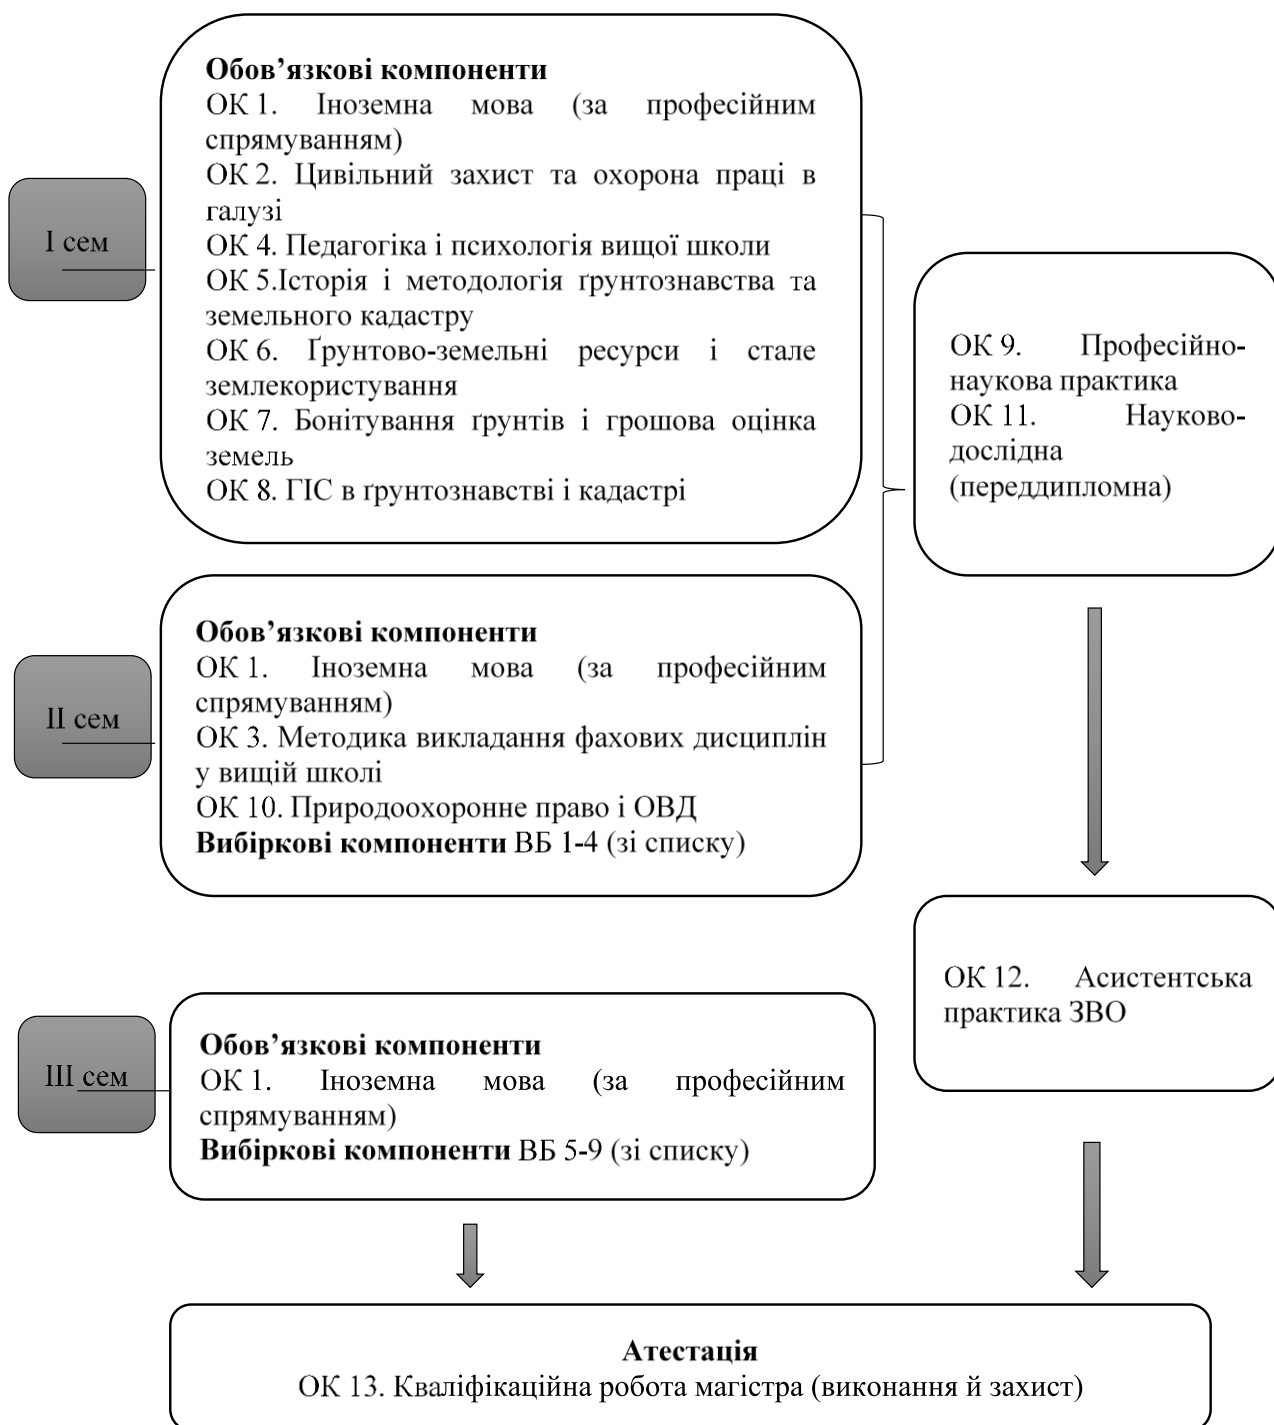 І сем
Обов’язкові компоненти
ОК 1. Іноземна мова (за професійним
спрямуванням)
ОК 2. Цивільний захист та охорона праці в
галузі
ОК 4. Педагогіка і психологія вищої школи
ОК 5.Історія і методологія ґрунтознавства та
земельного кадастру
ОК 6. Ґрунтово-земельні ресурси і стале
землекористування
ОК 7. Бонітування ґрунтів і грошова оцінка
земель
ОК 8. ГІС в ґрунтознавстві і кадастрі
ОК 9. Професійно-
наукова практика
ОК 11. Науково-
дослідна
(переддипломна)
ІІ сем
Обов’язкові компоненти
ОК 1. Іноземна мова (за професійним
спрямуванням)
ОК 3. Методика викладання фахових дисциплін
у вищій школі
ОК 10. Природоохоронне право і ОВД
Вибіркові компоненти ВБ 1-4 (зі списку)
ОК 12. Асистентська
практика ЗВО
ІІІ сем
Обов’язкові компоненти
ОК 1. Іноземна мова (за професійним
спрямуванням)
Вибіркові компоненти ВБ 5-9 (зі списку)
Атестація
ОК 13. Кваліфікаційна робота магістра (виконання й захист)